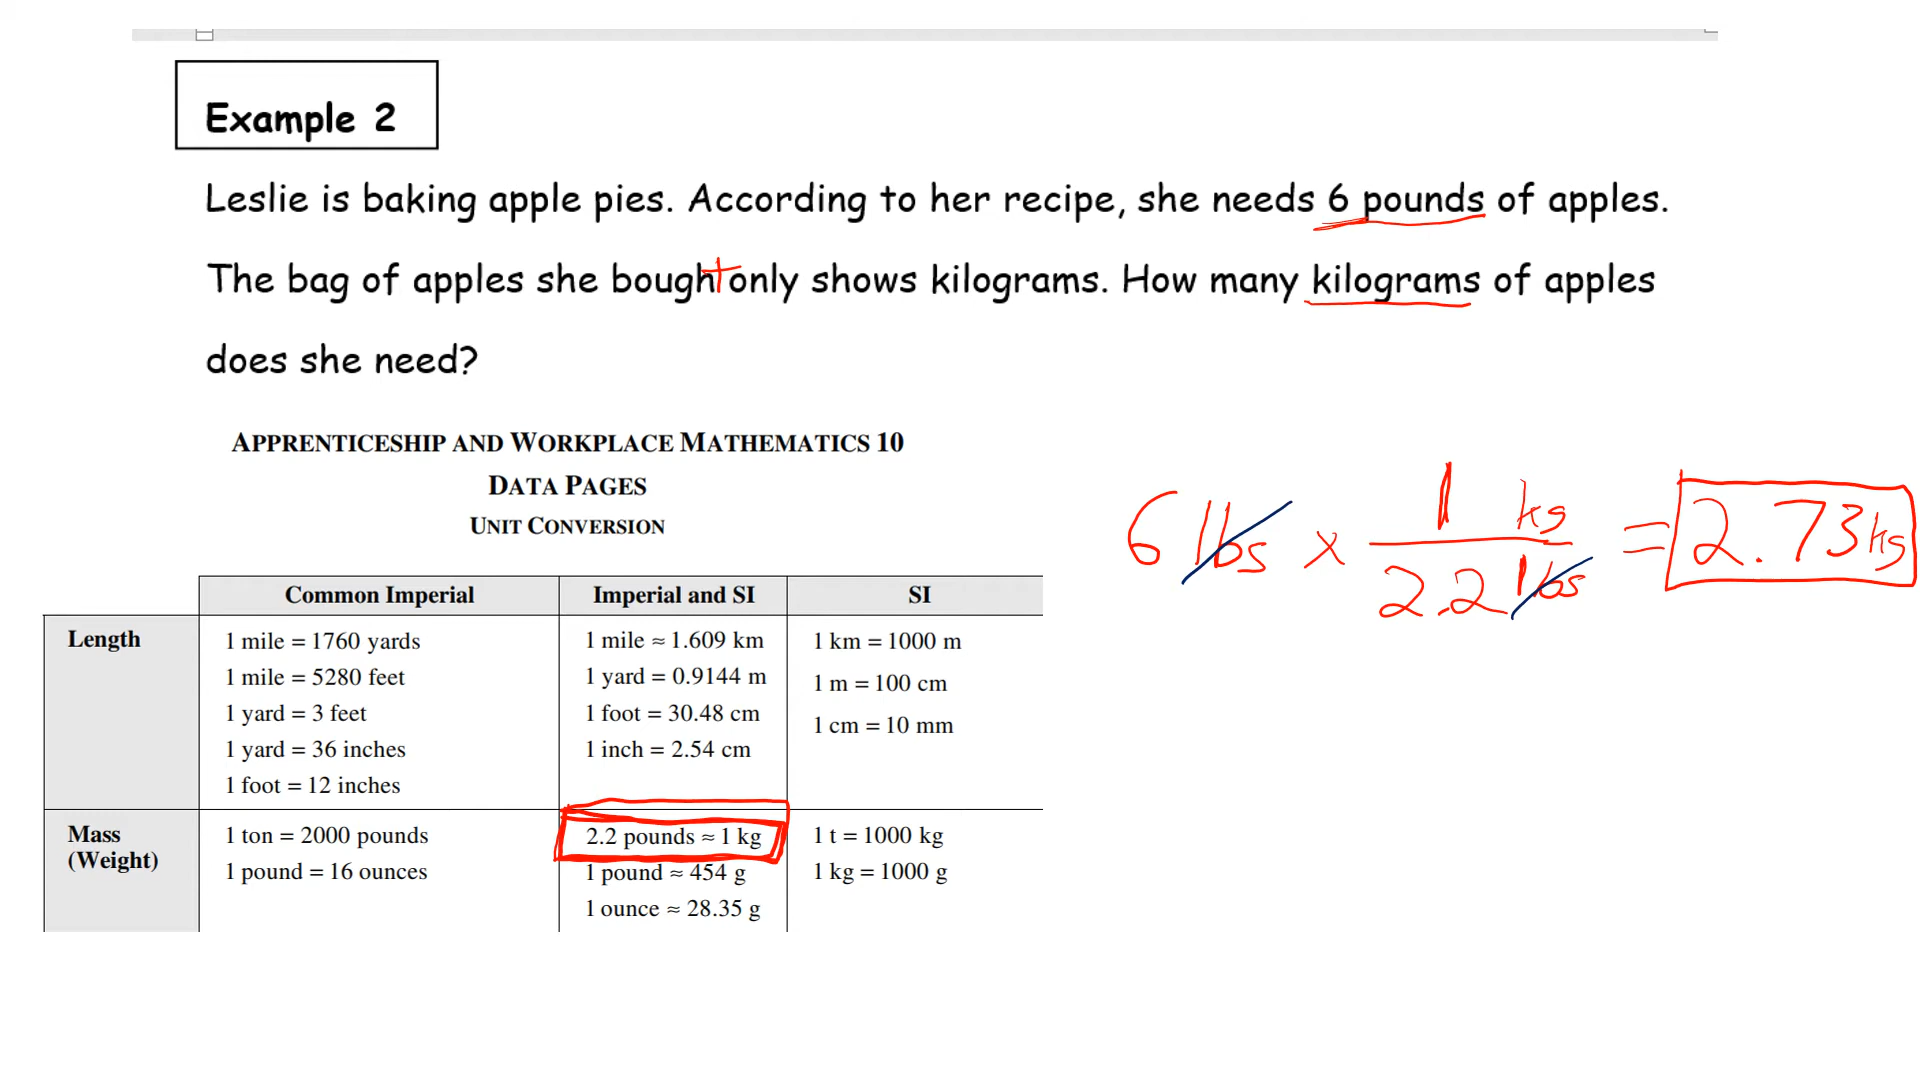 Example 2
Leslie is baking apple pies. According to her recipe, she needs 6 pounds of apples.
The bag of apples she bought only shows kilograms. How many kilograms of apples
does she need?
APPRENTICESHIP AND WORKPLACE MATHEMATICS 10
DATA PAGES
UNIT CONVERSION
6 lbs x 1 kg / 2.2 lbs = 2.73 kg
Common Imperial Imperial and SI SI
Length
1 mile = 1760 yards 1 mile ≈ 1.609 km 1 km = 1000 m
1 mile = 5280 feet 1 yard = 0.9144 m 1 m = 100 cm
1 yard = 3 feet 1 foot = 30.48 cm 1 cm = 10 mm
1 yard = 36 inches 1 inch = 2.54 cm
1 foot = 12 inches
Mass
(Weight)
1 ton = 2000 pounds 2.2 pounds ≈ 1 kg 1 t = 1000 kg
1 pound = 16 ounces 1 pound ≈ 454 g 1 kg = 1000 g
1 ounce ≈ 28.35 g